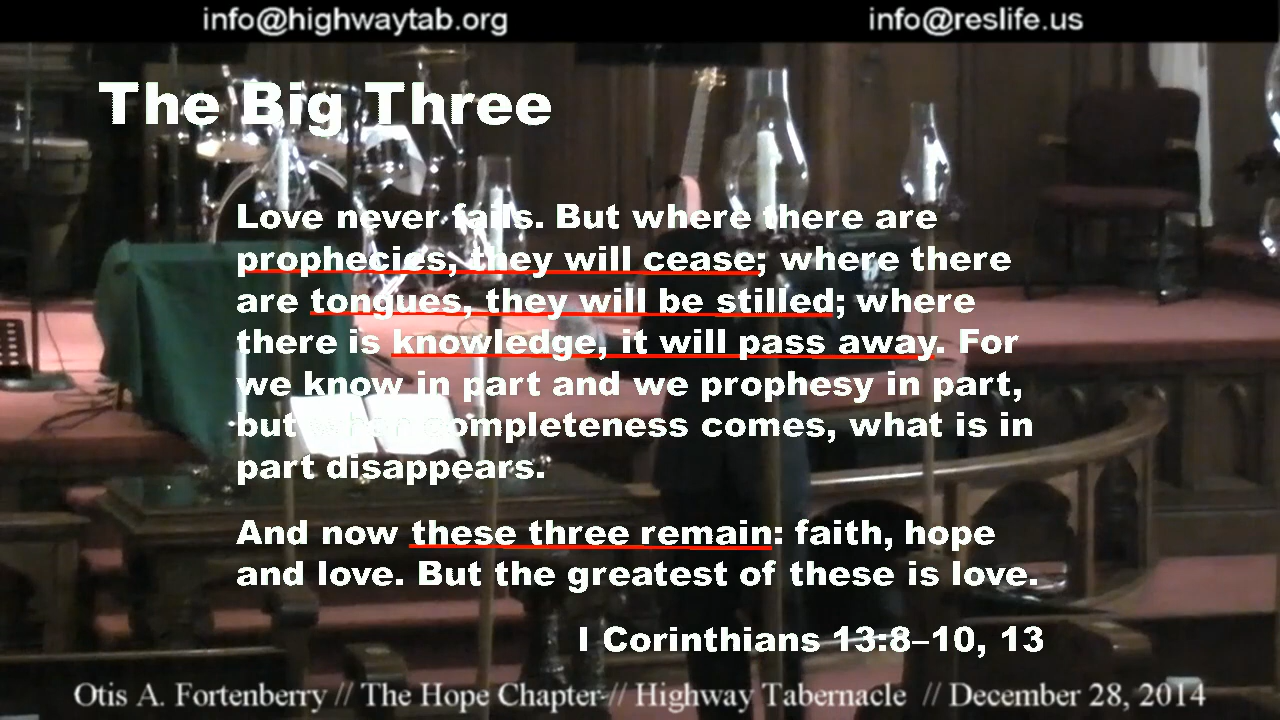 info@highwaytab.org info@reslife.us
The Big Three
Love never fails. But where there are
prophecies, they will cease; where there
are tongues, they will be stilled; where
there is knowledge, it will pass away. For
we know in part and we prophesy in part,
but when completeness comes, what is in
part disappears.
And now these three remain: faith, hope
and love. But the greatest of these is love.
I Corinthians 13:8–10, 13
Otis A. Fortenberry // The Hope Chapter // Highway Tabernacle // December 28, 2014